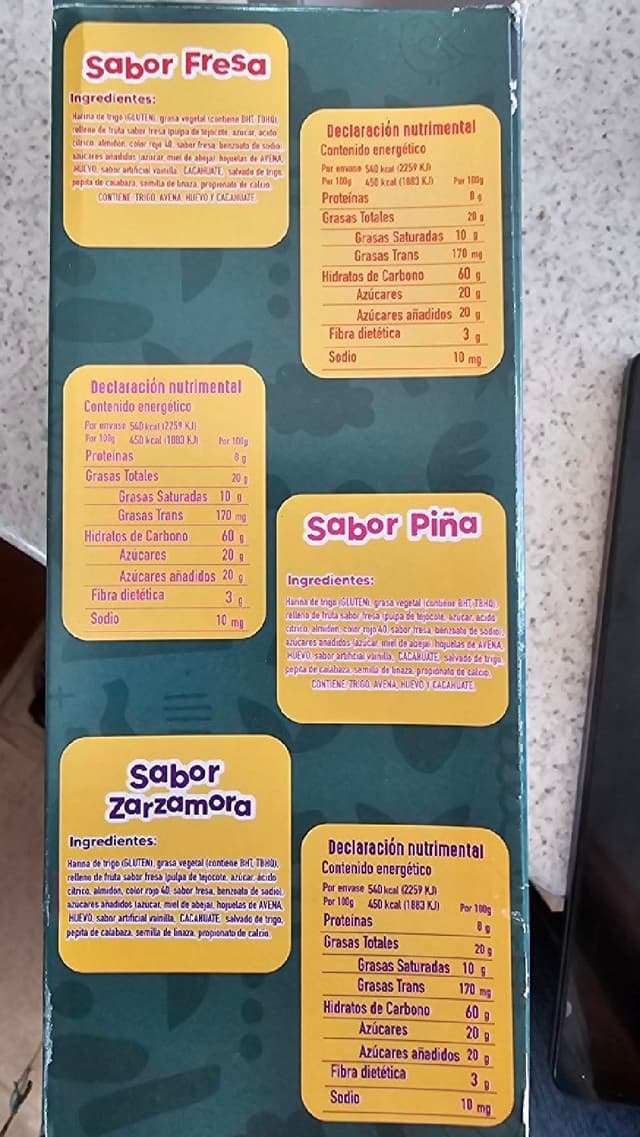 Sabor Fresa
Ingredientes:
Harina de trigo (GLUTEN), grasa vegetal (contiene BHT, TBHQ),
relleno de fruta sabor fresa (pulpa de tejocote, azúcar, ácido
cítrico, almidón, color rojo 40, sabor fresa, benzoato de sodio),
azúcares añadidos (azúcar, miel de abeja), hojuelas de AVENA,
HUEVO, sabor artificial vainilla, CACAHUATE, salvado de trigo,
pepita de calabaza, semilla de linaza, propionato de calcio.
CONTIENE: TRIGO, AVENA, HUEVO Y CACAHUATE.
Declaración nutrimental
Contenido energético
Por envase 540 kcal (2259 KJ)
Por 100g 450 kcal (1883 KJ) Por 100g
Proteínas 8 g
Grasas Totales 20 g
Grasas Saturadas 10 g
Grasas Trans 170 mg
Hidratos de Carbono 60 g
Azúcares 20 g
Azúcares añadidos 20 g
Fibra dietética 3 g
Sodio 10 mg
Declaración nutrimental
Contenido energético
Por envase 540 kcal (2259 KJ)
Por 100g 450 kcal (1883 KJ) Por 100g
Proteínas 8 g
Grasas Totales 20 g
Grasas Saturadas 10 g
Grasas Trans 170 mg
Hidratos de Carbono 60 g
Azúcares 20 g
Azúcares añadidos 20 g
Fibra dietética 3 g
Sodio 10 mg
Sabor Piña
Ingredientes:
Harina de trigo (GLUTEN), grasa vegetal (contiene BHT, TBHQ),
relleno de fruta sabor fresa (pulpa de tejocote, azúcar, ácido
cítrico, almidón, color rojo 40, sabor fresa, benzoato de sodio),
azúcares añadidos (azúcar, miel de abeja), hojuelas de AVENA,
HUEVO, sabor artificial vainilla, CACAHUATE, salvado de trigo,
pepita de calabaza, semilla de linaza, propionato de calcio.
CONTIENE: TRIGO, AVENA, HUEVO Y CACAHUATE.
Sabor
Zarzamora
Ingredientes:
Harina de trigo (GLUTEN), grasa vegetal (contiene BHT, TBHQ),
relleno de fruta sabor fresa (pulpa de tejocote, azúcar, ácido
cítrico, almidón, color rojo 40, sabor fresa, benzoato de sodio),
azúcares añadidos (azúcar, miel de abeja), hojuelas de AVENA,
HUEVO, sabor artificial vainilla, CACAHUATE, salvado de trigo,
pepita de calabaza, semilla de linaza, propionato de calcio.
Declaración nutrimental
Contenido energético
Por envase 540 kcal (2259 KJ)
Por 100g 450 kcal (1883 KJ) Por 100g
Proteínas 8 g
Grasas Totales 20 g
Grasas Saturadas 10 g
Grasas Trans 170 mg
Hidratos de Carbono 60 g
Azúcares 20 g
Azúcares añadidos 20 g
Fibra dietética 3 g
Sodio 10 mg